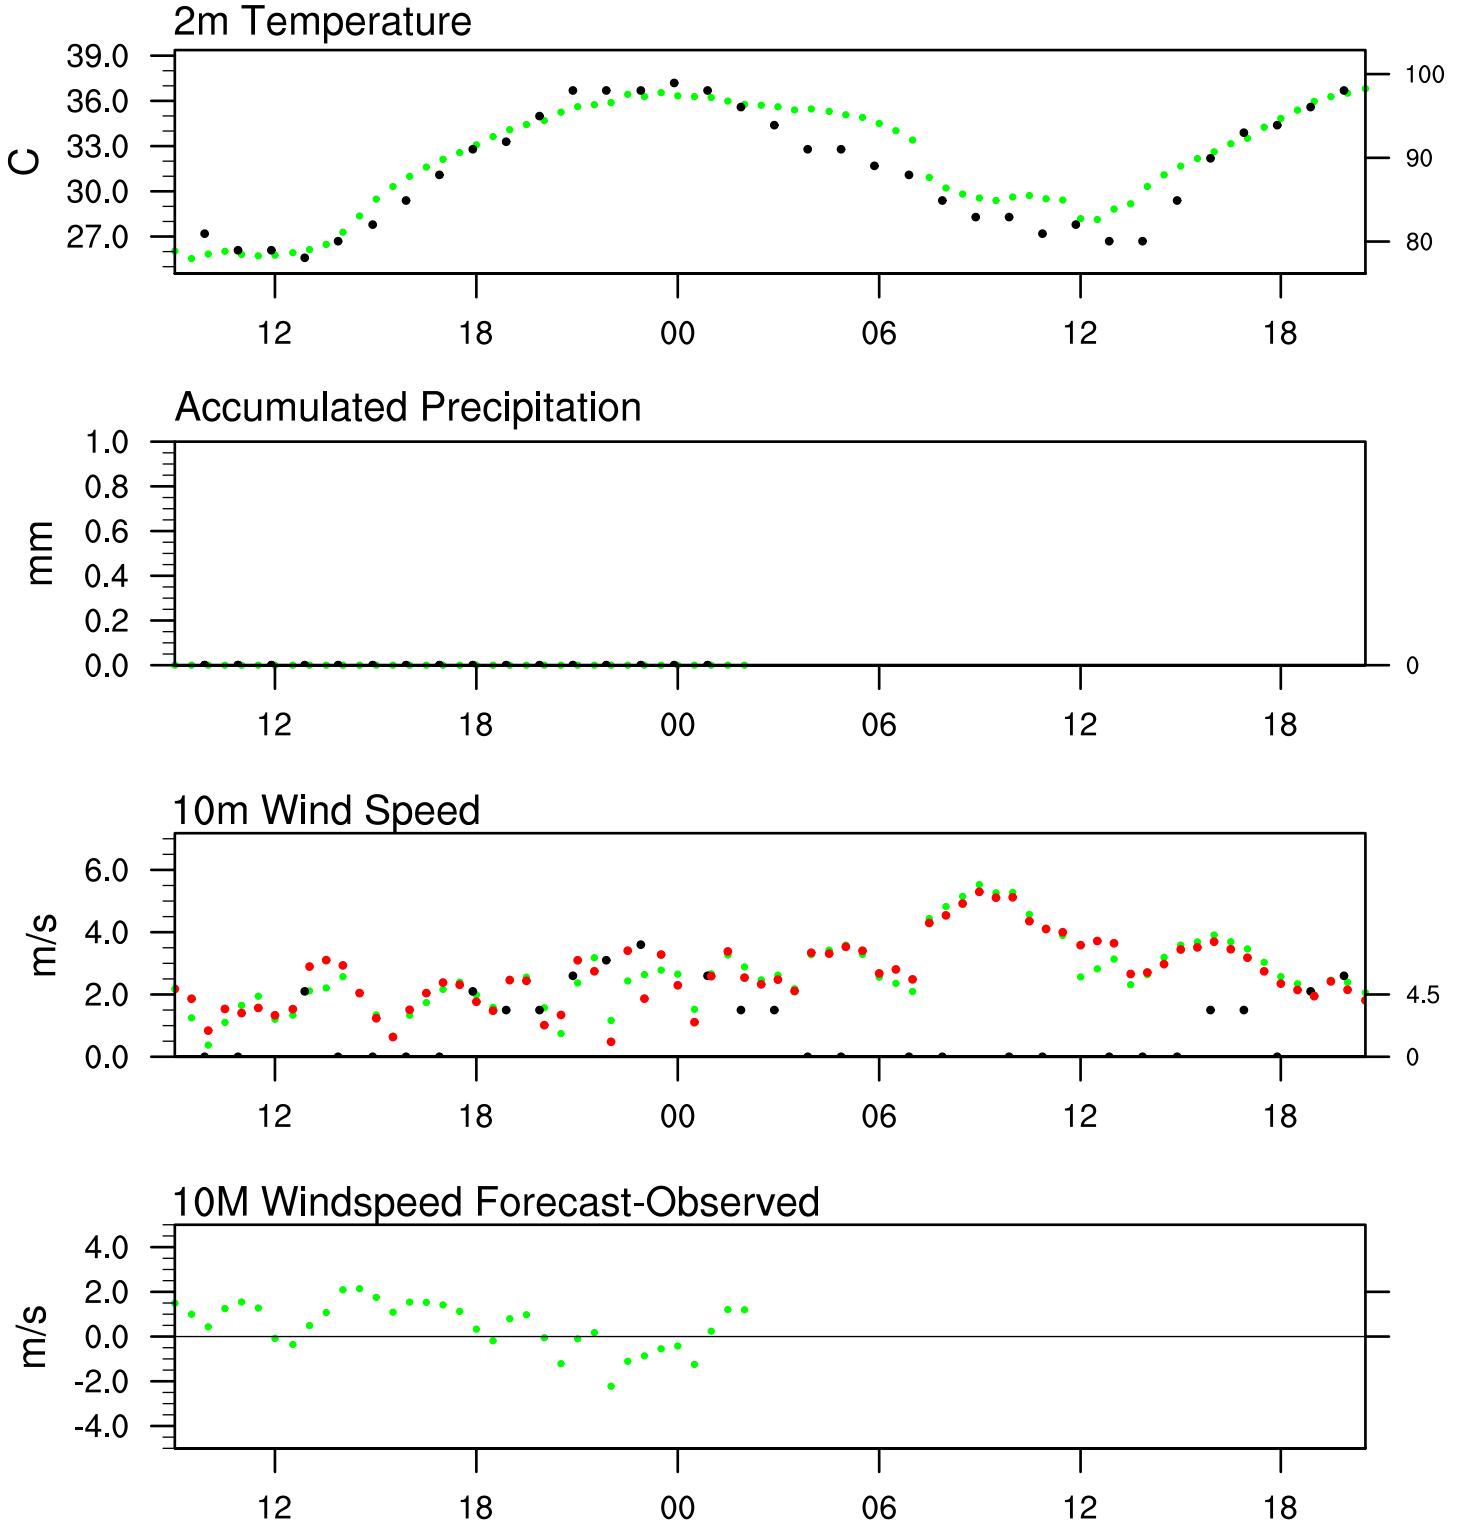 2m Temperature
39.0
36.0
33.0
30.0
27.0
C
100
90
80
12 18 00 06 12 18
Accumulated Precipitation
1.0
0.8
0.6
0.4
0.2
0.0
mm
0
12 18 00 06 12 18
10m Wind Speed
6.0
4.0
2.0
0.0
m/s
4.5
0
12 18 00 06 12 18
10M Windspeed Forecast-Observed
4.0
2.0
0.0
-2.0
-4.0
m/s
12 18 00 06 12 18